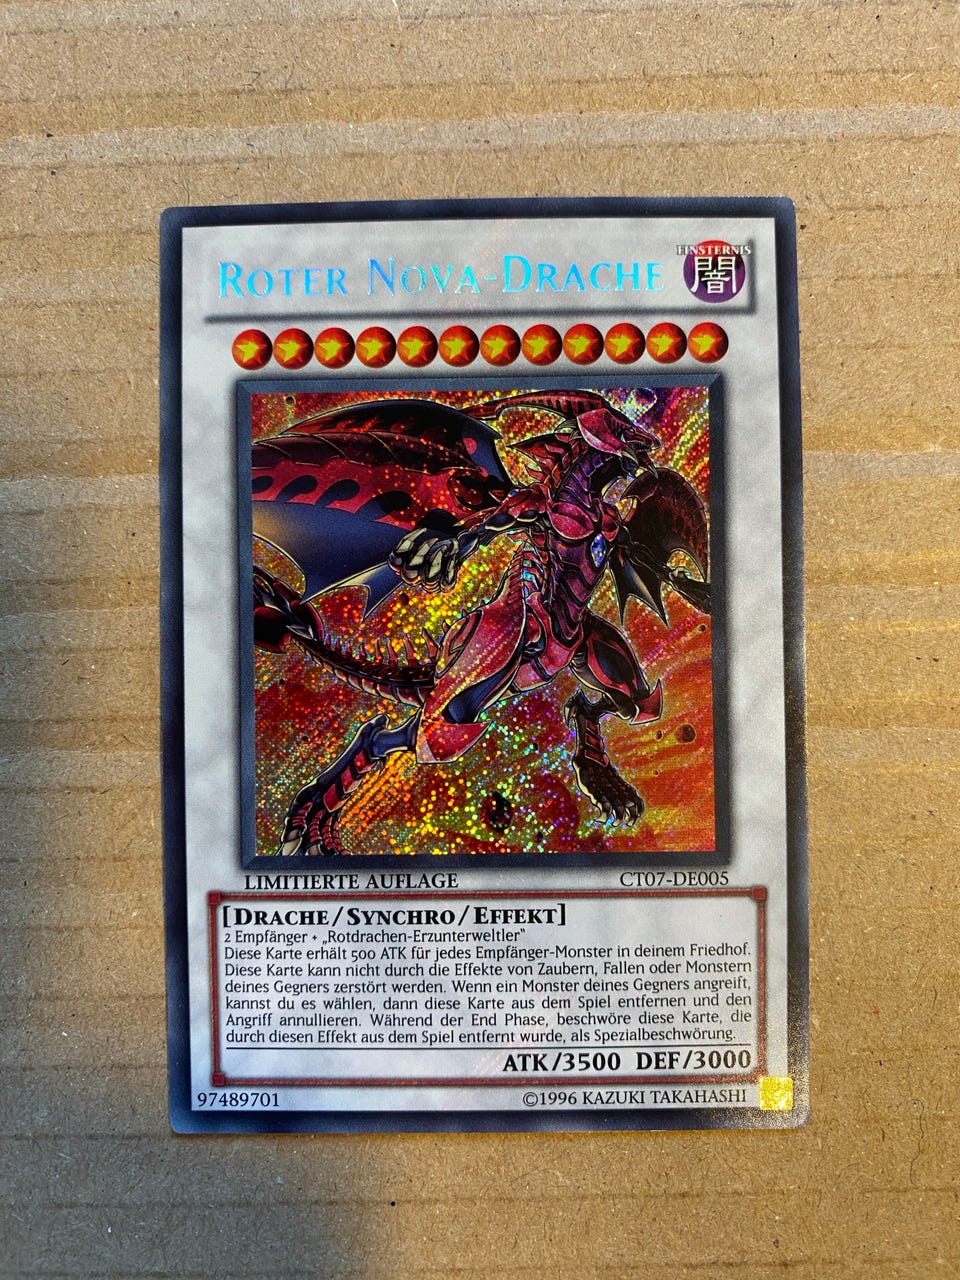 Roter Nova-Drache
FINSTERNIS
闇
LIMITIERTE AUFLAGE
CT07-DE005
[Drache/Synchro/Effekt]
2 Empfänger + „Rotdrachen-Erzunterweltler“
Diese Karte erhält 500 ATK für jedes Empfänger-Monster in deinem Friedhof.
Diese Karte kann nicht durch die Effekte von Zaubern, Fallen oder Monstern
deines Gegners zerstört werden. Wenn ein Monster deines Gegners angreift,
kannst du es wählen, dann diese Karte aus dem Spiel entfernen und den
Angriff annullieren. Während der End Phase, beschwöre diese Karte, die
durch diesen Effekt aus dem Spiel entfernt wurde, als Spezialbeschwörung.
ATK/3500 DEF/3000
97489701
©1996 KAZUKI TAKAHASHI